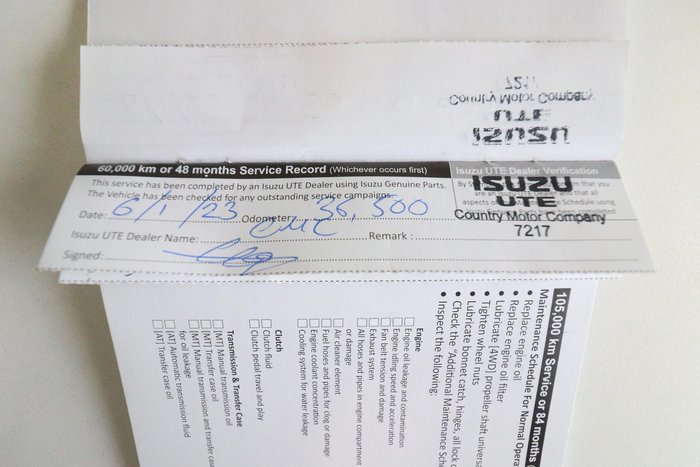 7217
Country Motor Company
UTE
ISUZU
60,000 km or 48 months Service Record (Whichever occurs first)
This service has been completed by an Isuzu UTE Dealer using Isuzu Genuine Parts.
The Vehicle has been checked for any outstanding service campaigns.
Date: 6/1/23 Odometer: 36,500
Isuzu UTE Dealer Name: CMC Remark :
Signed:
Isuzu UTE Dealer Verification
ISUZU
UTE
Country Motor Company
7217
105,000 km Service or 84 months
Maintenance Schedule For Normal
• Replace engine oil
• Replace engine oil filter
• Lubricate [4WD] propeller shaft
• Tighten wheel nuts
• Lubricate bonnet catch, hinges, all
• Check the "Additional Maintenance
• Inspect the following:
Engine
Engine oil leakage and contamination
Engine idling speed and acceleration
Fan belt tension and damage
Exhaust system
All hoses and pipes in engine compartment
or damage
Air cleaner element
Fuel hoses and pipes for clog or damage
Engine coolant concentration
Cooling system for water leakage
Clutch
Clutch fluid
Clutch pedal travel and play
Transmission & Transfer Case
[MT] Manual transmission oil
[MT] Transfer case oil
[MT] Manual transmission and transfer case
for oil leakage
[AT] Automatic transmission fluid
[AT] Transfer case oil